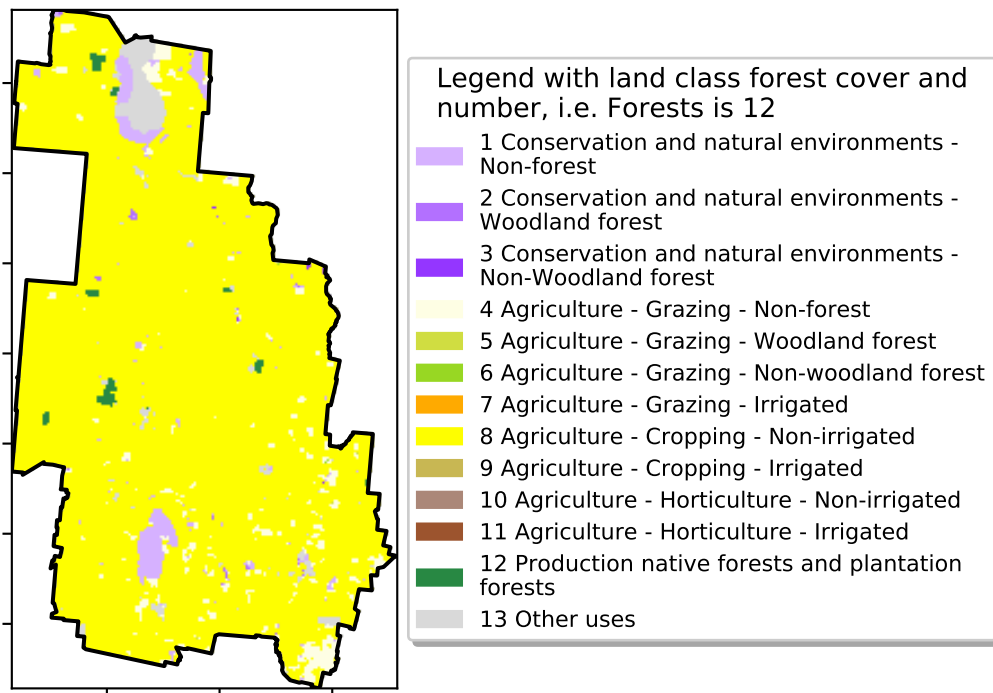 Legend with land class forest cover and
number, i.e. Forests is 12
1 Conservation and natural environments -
Non-forest
2 Conservation and natural environments -
Woodland forest
3 Conservation and natural environments -
Non-Woodland forest
4 Agriculture - Grazing - Non-forest
5 Agriculture - Grazing - Woodland forest
6 Agriculture - Grazing - Non-woodland forest
7 Agriculture - Grazing - Irrigated
8 Agriculture - Cropping - Non-irrigated
9 Agriculture - Cropping - Irrigated
10 Agriculture - Horticulture - Non-irrigated
11 Agriculture - Horticulture - Irrigated
12 Production native forests and plantation
forests
13 Other uses